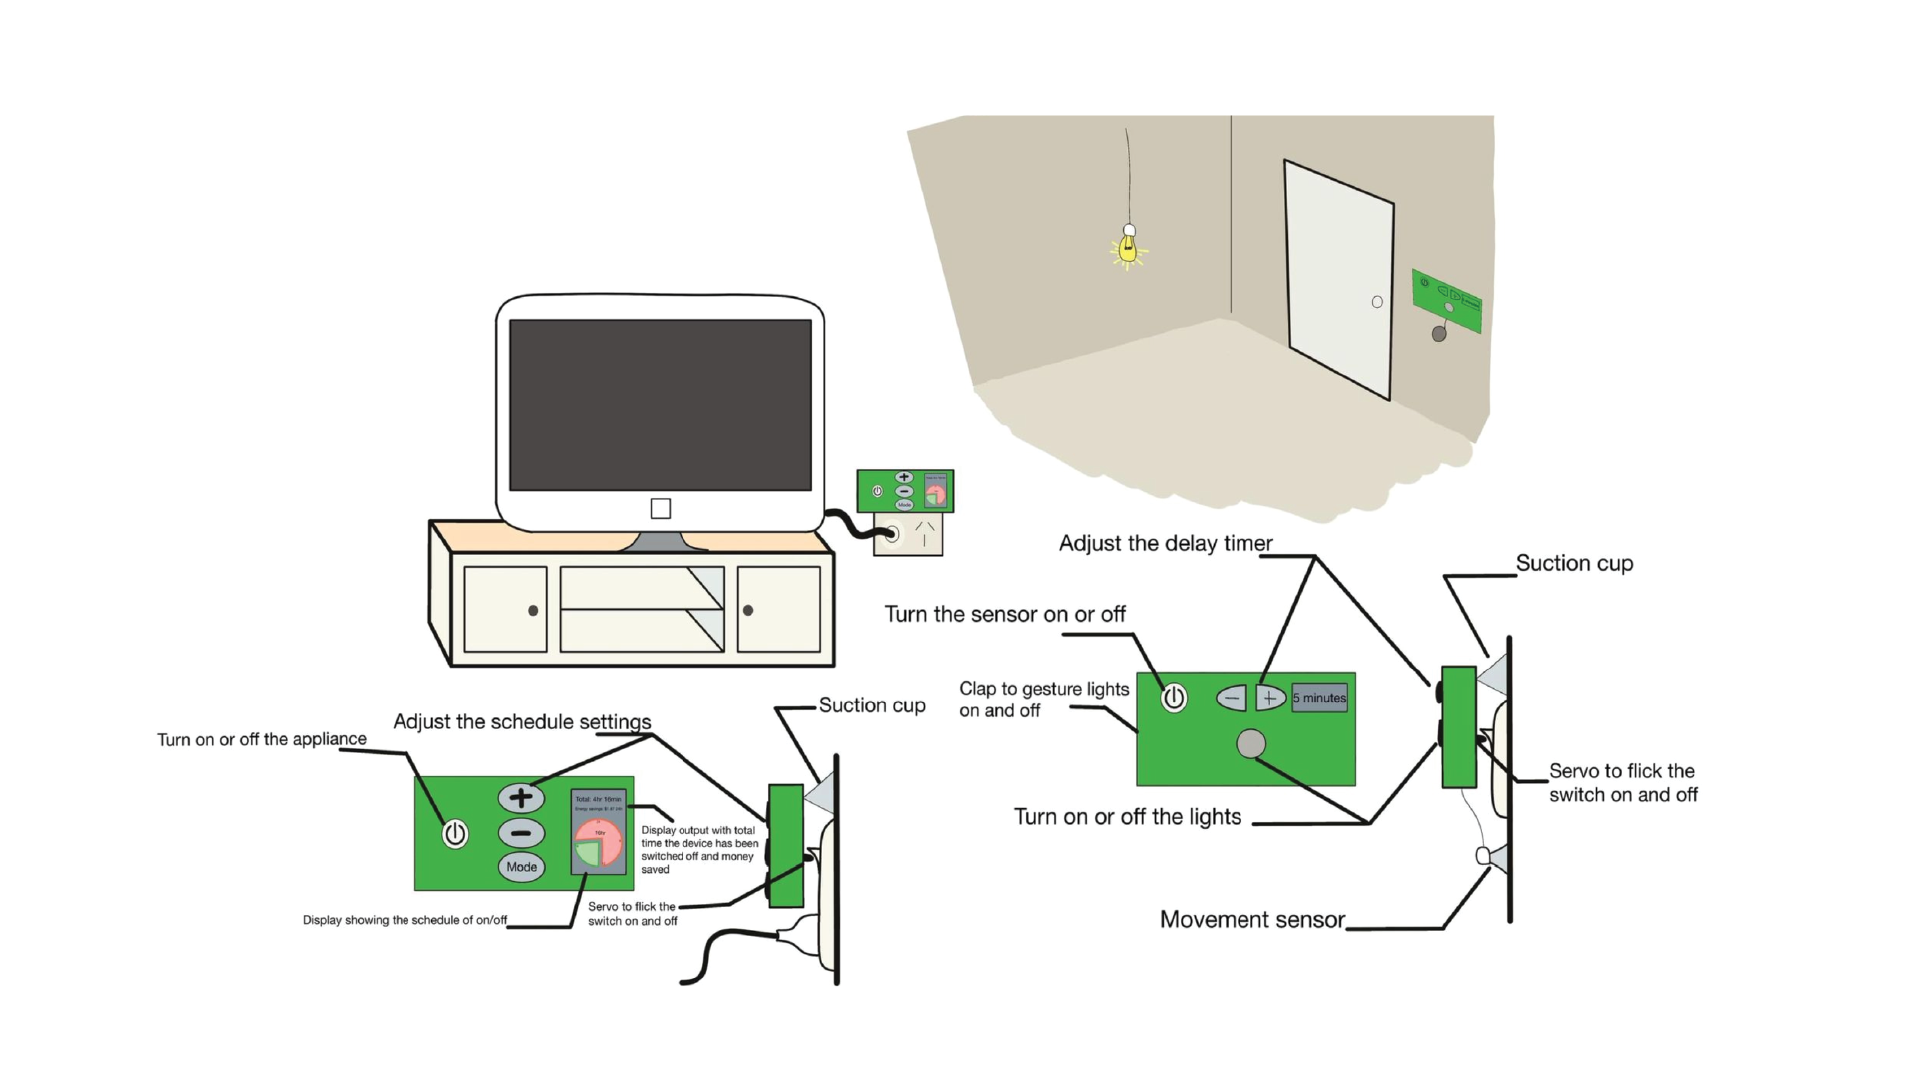 Adjust the delay timer
Suction cup
Turn the sensor on or off
Clap to gesture lights
on and off
5 minutes
Servo to flick the
switch on and off
Turn on or off the lights
Movement sensor
Suction cup
Adjust the schedule settings
Turn on or off the appliance
Mode
Total: 4hr 16min
10hr
Display output with total
time the device has been
switched off and money
saved
Servo to flick the
switch on and off
Display showing the schedule of on/off
Mode